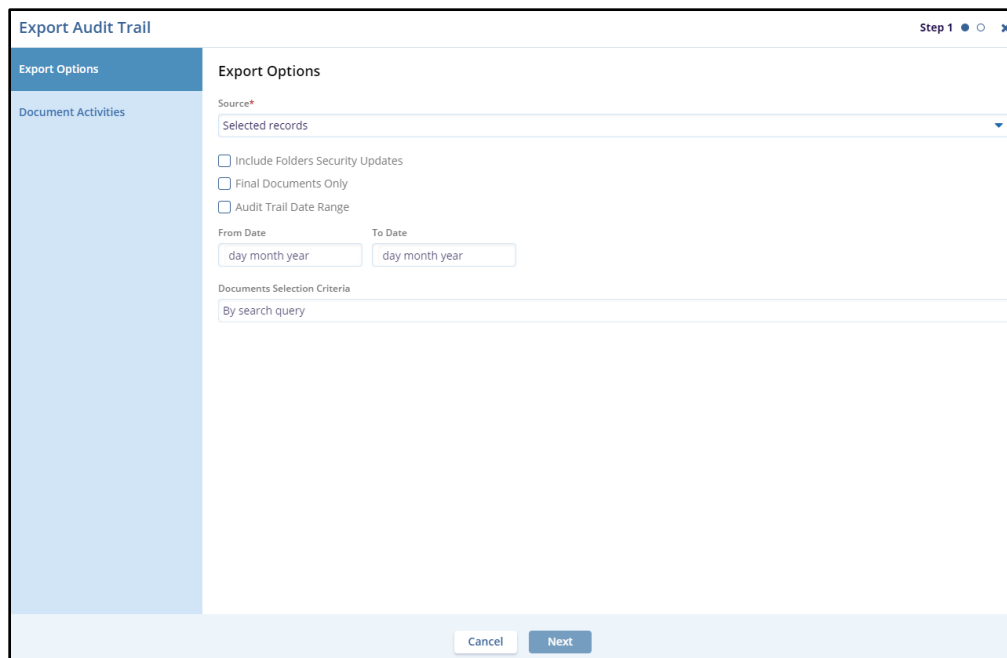 Export Audit Trail
Step 1
Export Options
Document Activities
Export Options
Source*
Selected records
Include Folders Security Updates
Final Documents Only
Audit Trail Date Range
From Date To Date
day month year day month year
Documents Selection Criteria
By search query
Cancel Next